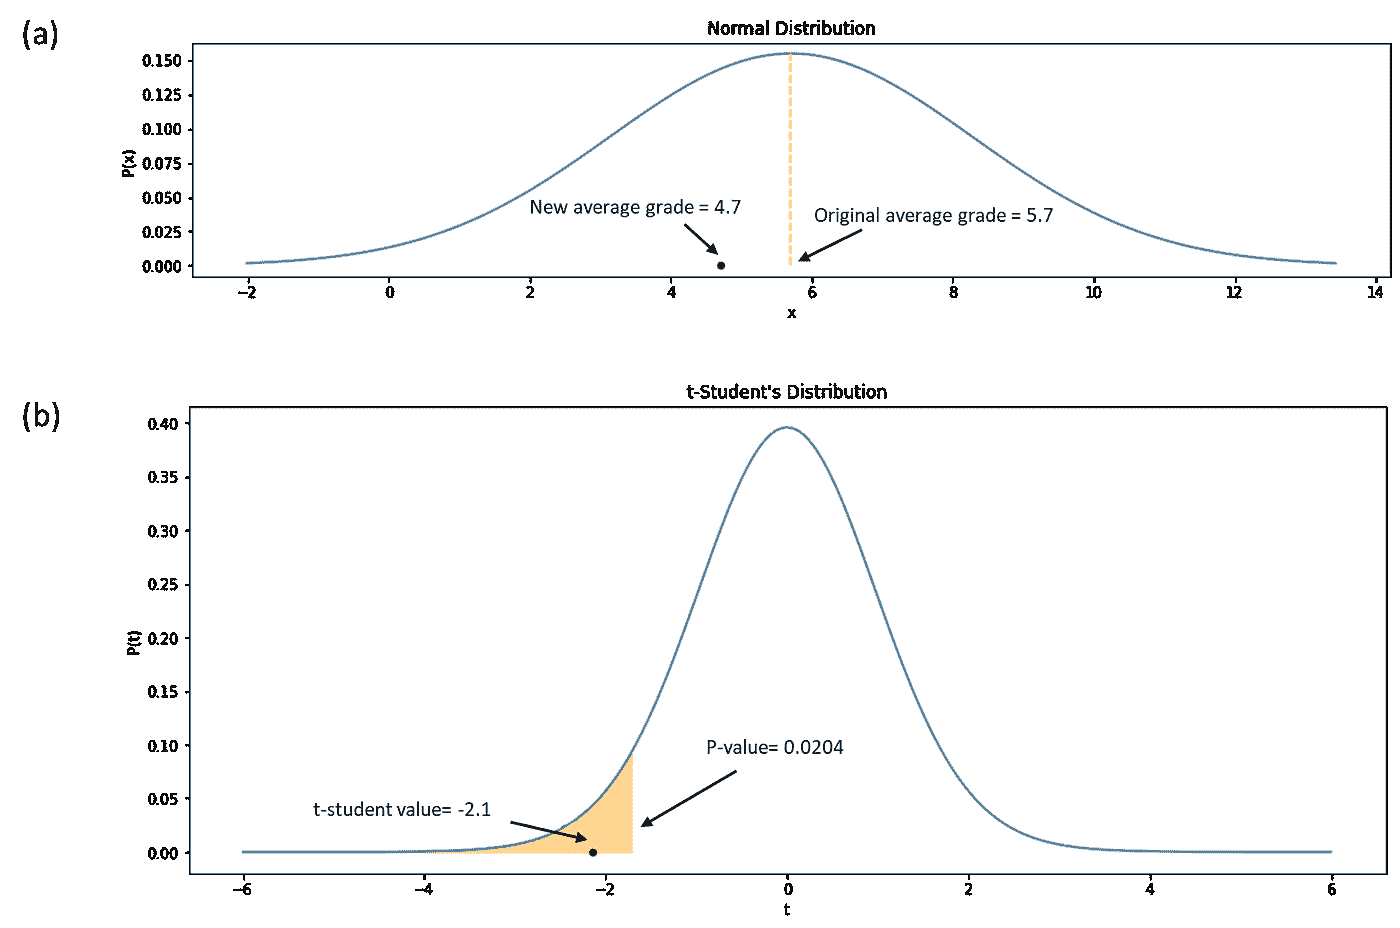 (a)
Normal Distribution
0.150
0.125
0.100
0.075
0.050
0.025
0.000
P(x)
New average grade = 4.7
Original average grade = 5.7
−2 0 2 4 6 8 10 12 14
x
(b)
t-Student's Distribution
0.40
0.35
0.30
0.25
0.20
0.15
0.10
0.05
0.00
P(t)
P-value= 0.0204
t-student value= -2.1
−6 −4 −2 0 2 4 6
t